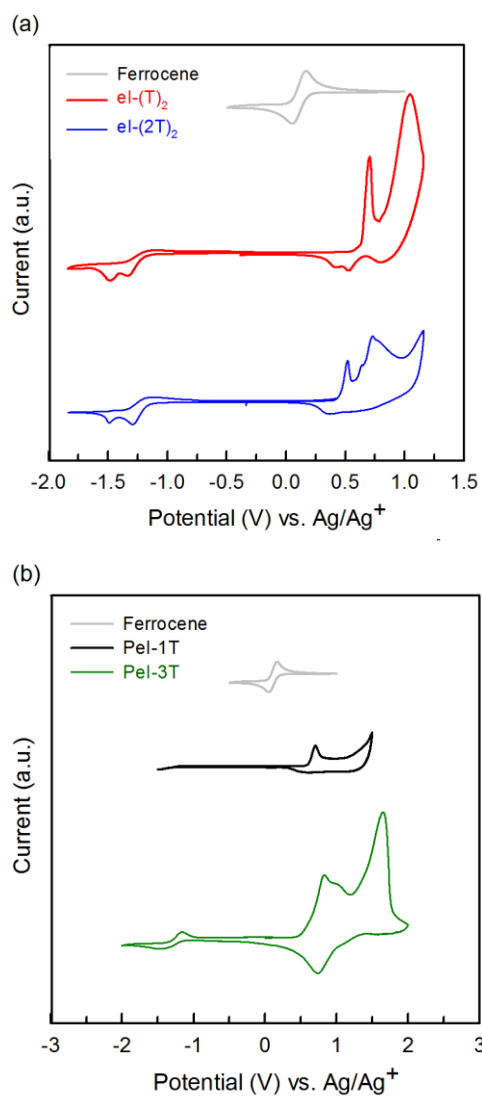 (a)
Ferrocene
eI-(T)₂
eI-(2T)₂
Current (a.u.)
-2.0 -1.5 -1.0 -0.5 0.0 0.5 1.0 1.5
Potential (V) vs. Ag/Ag⁺
(b)
Ferrocene
PeI-1T
PeI-3T
Current (a.u.)
-3 -2 -1 0 1 2 3
Potential (V) vs. Ag/Ag⁺